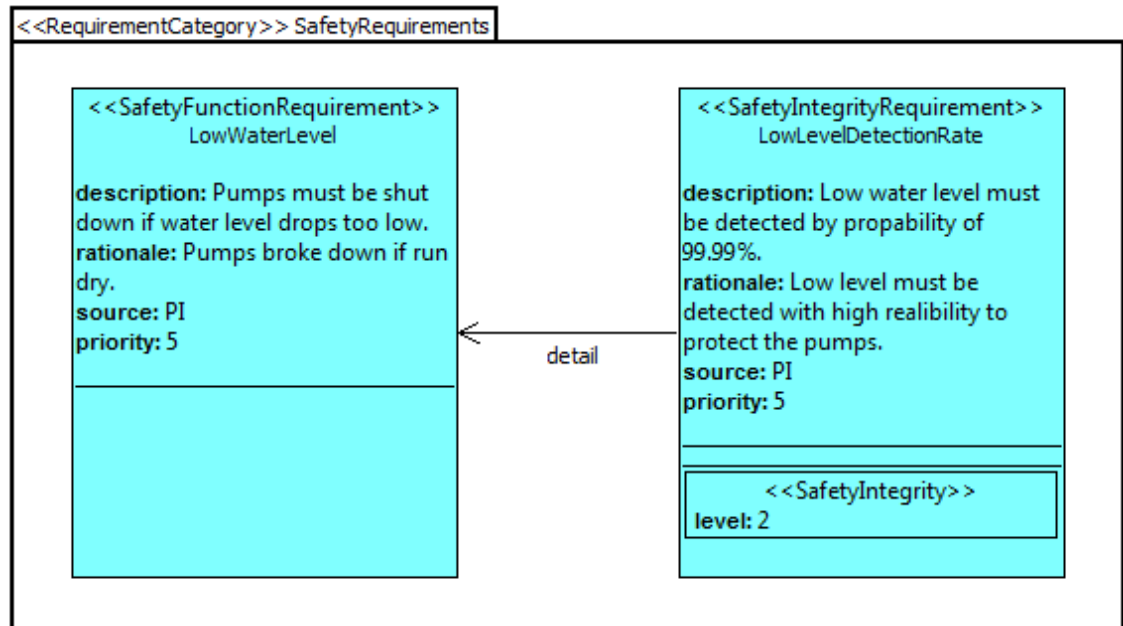 <<RequirementCategory>> SafetyRequirements
<<SafetyFunctionRequirement>>
LowWaterLevel
description: Pumps must be shut
down if water level drops too low.
rationale: Pumps broke down if run
dry.
source: PI
priority: 5
detail
<<SafetyIntegrityRequirement>>
LowLevelDetectionRate
description: Low water level must
be detected by propability of
99.99%.
rationale: Low level must be
detected with high realibility to
protect the pumps.
source: PI
priority: 5
<<SafetyIntegrity>>
level: 2